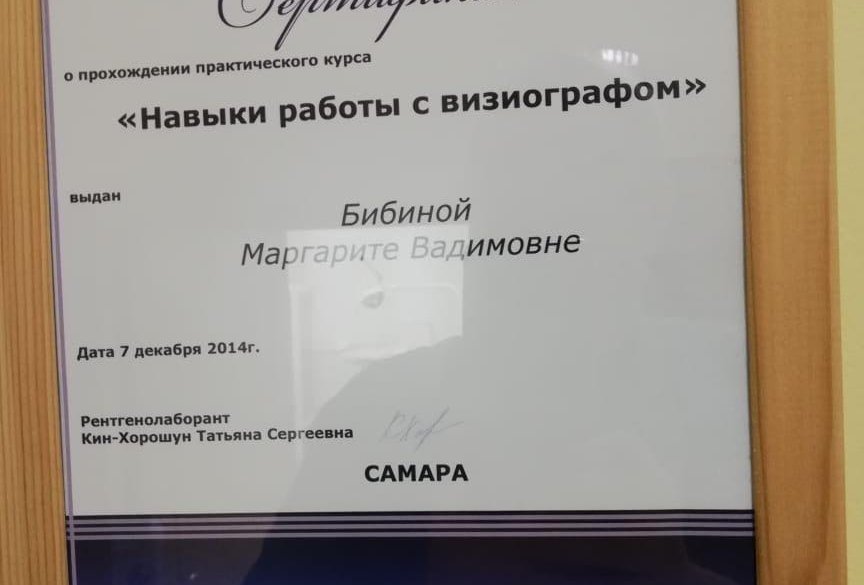 Сертификат
о прохождении практического курса
«Навыки работы с визиографом»
выдан
Бибиной
Маргарите Вадимовне
Дата 7 декабря 2014г.
Рентгенолаборант
Кин-Хорошун Татьяна Сергеевна
САМАРА